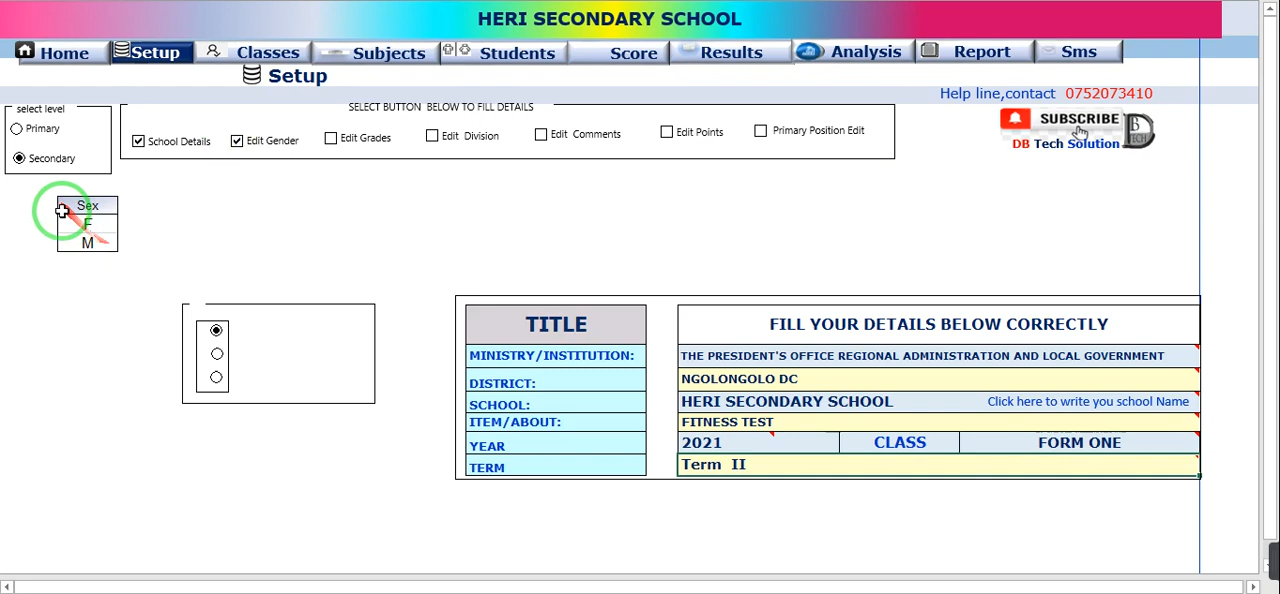 HERI SECONDARY SCHOOL
Home Setup Classes Subjects Students Score Results Analysis Report Sms
Setup
Help line,contact 0752073410
select level
Primary
Secondary
SELECT BUTTON BELOW TO FILL DETAILS
School Details Edit Gender Edit Grades Edit Division Edit Comments Edit Points Primary Position Edit
SUBSCRIBE
DB Tech Solution
Sex
F
M
TITLE FILL YOUR DETAILS BELOW CORRECTLY
MINISTRY/INSTITUTION: THE PRESIDENT'S OFFICE REGIONAL ADMINISTRATION AND LOCAL GOVERNMENT
DISTRICT: NGOLONGOLO DC
SCHOOL: HERI SECONDARY SCHOOL Click here to write you school Name
ITEM/ABOUT: FITNESS TEST
YEAR 2021 CLASS FORM ONE
TERM Term II